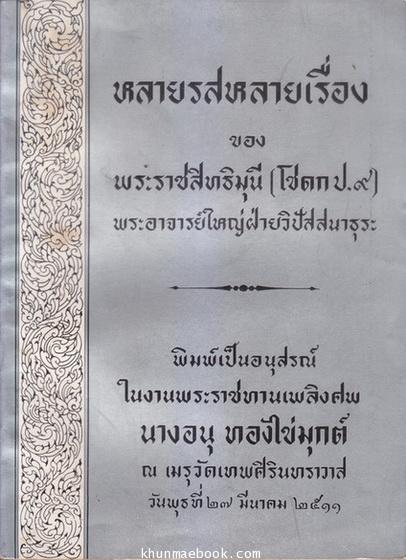 หลายรสหลายเรื่อง
ของ
พระราชสิทธิมุนี (โชดก ป.๙)
พระอาจารย์ใหญ่ฝ่ายวิปัสสนาธุระ
พิมพ์เป็นอนุสรณ์
ในงานพระราชทานเพลิงศพ
นางอนุ ทองไข่มุกต์
ณ เมรุวัดเทพศิรินทราวาส
วันพุธที่ ๒๗ มีนาคม ๒๕๑๑
khunmaebook.com